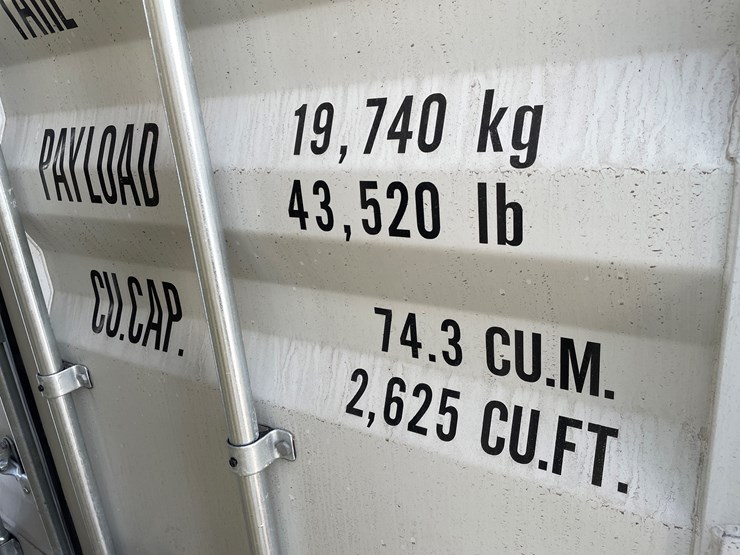 PAYLOAD 19,740 kg
43,520 lb
CU.CAP. 74.3 CU.M.
2,625 CU.FT.